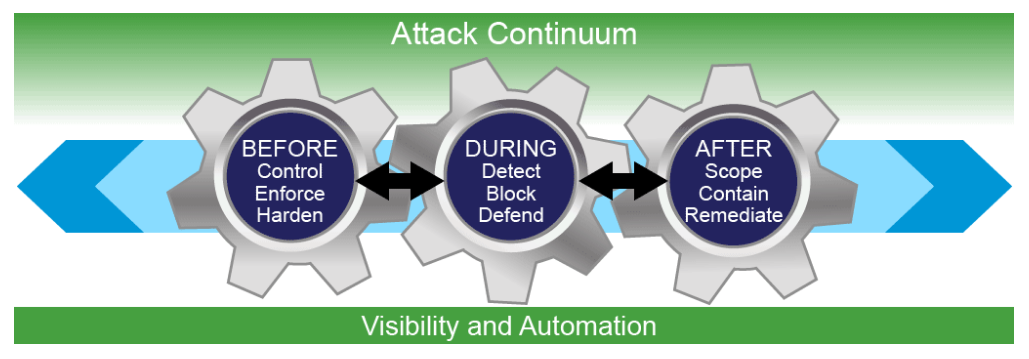 Attack Continuum
BEFORE
Control
Enforce
Harden
DURING
Detect
Block
Defend
AFTER
Scope
Contain
Remediate
Visibility and Automation